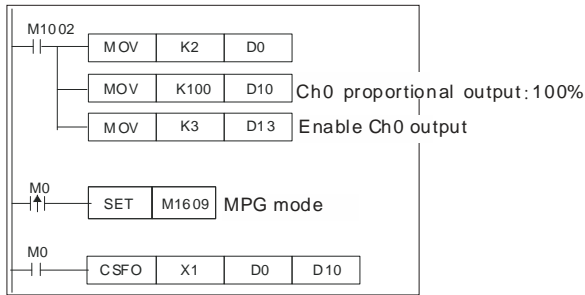 M1002
MOV K2 D0
MOV K100 D10 Ch0 proportional output: 100%
MOV K3 D13 Enable Ch0 output
M0
SET M1609 MPG mode
M0
CSFO X1 D0 D10